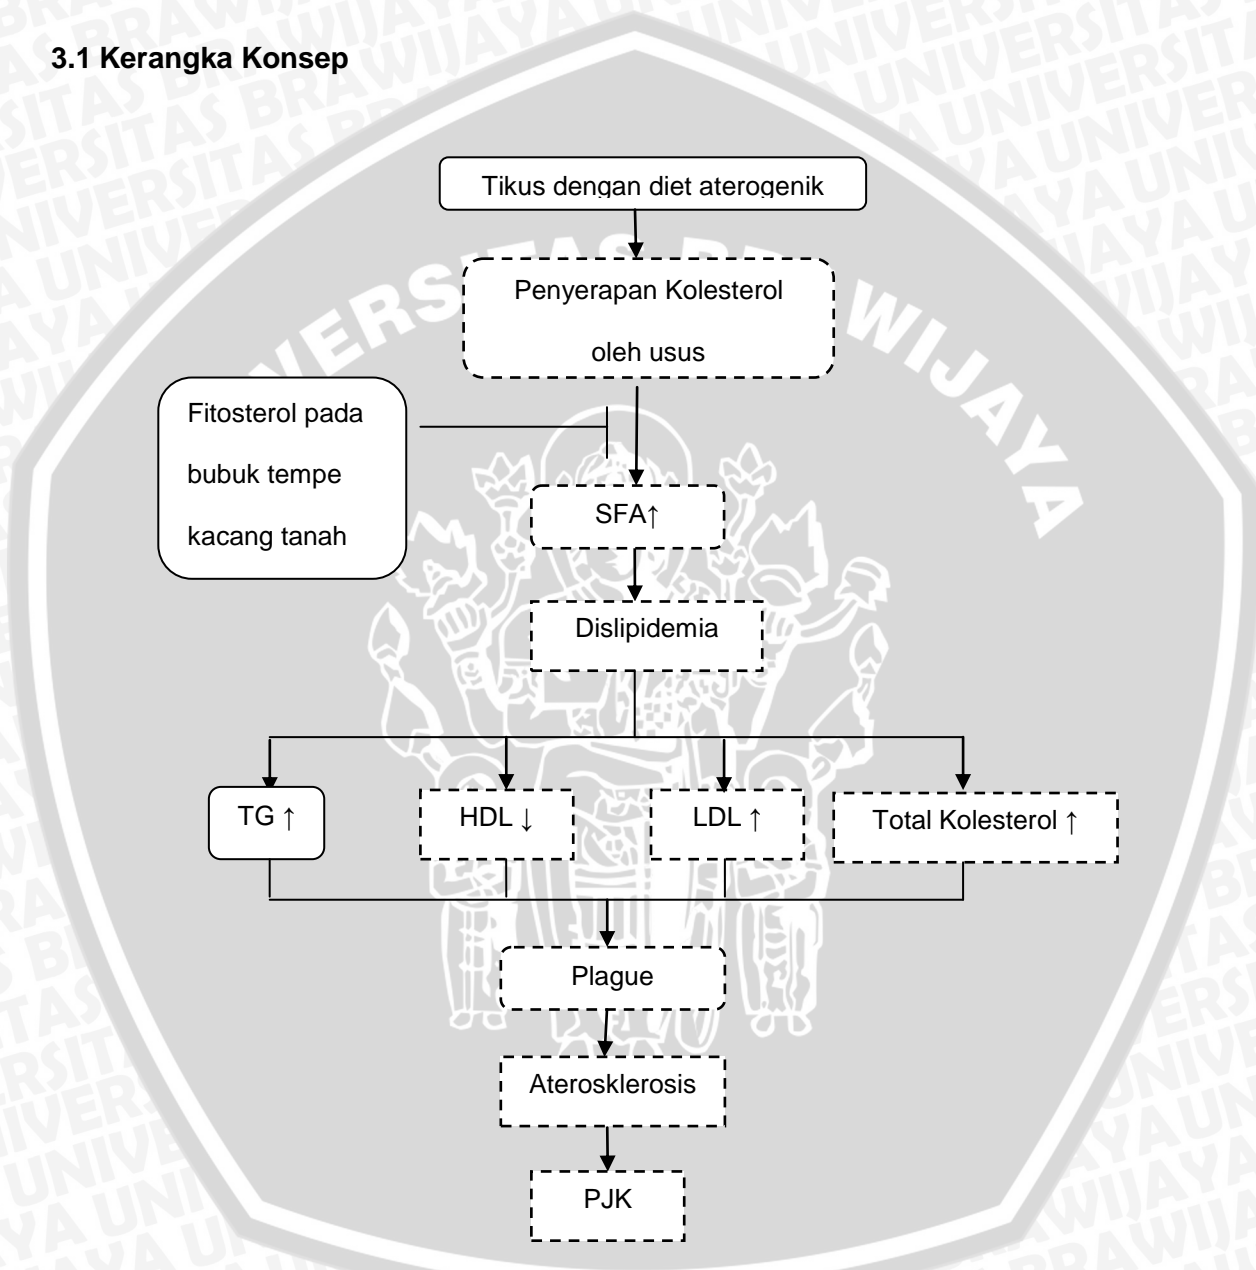 3.1 Kerangka Konsep
Tikus dengan diet aterogenik
Penyerapan Kolesterol
oleh usus
Fitosterol pada
bubuk tempe
kacang tanah
SFA↑
Dislipidemia
TG ↑
HDL ↓
LDL ↑
Total Kolesterol ↑
Plague
Aterosklerosis
PJK